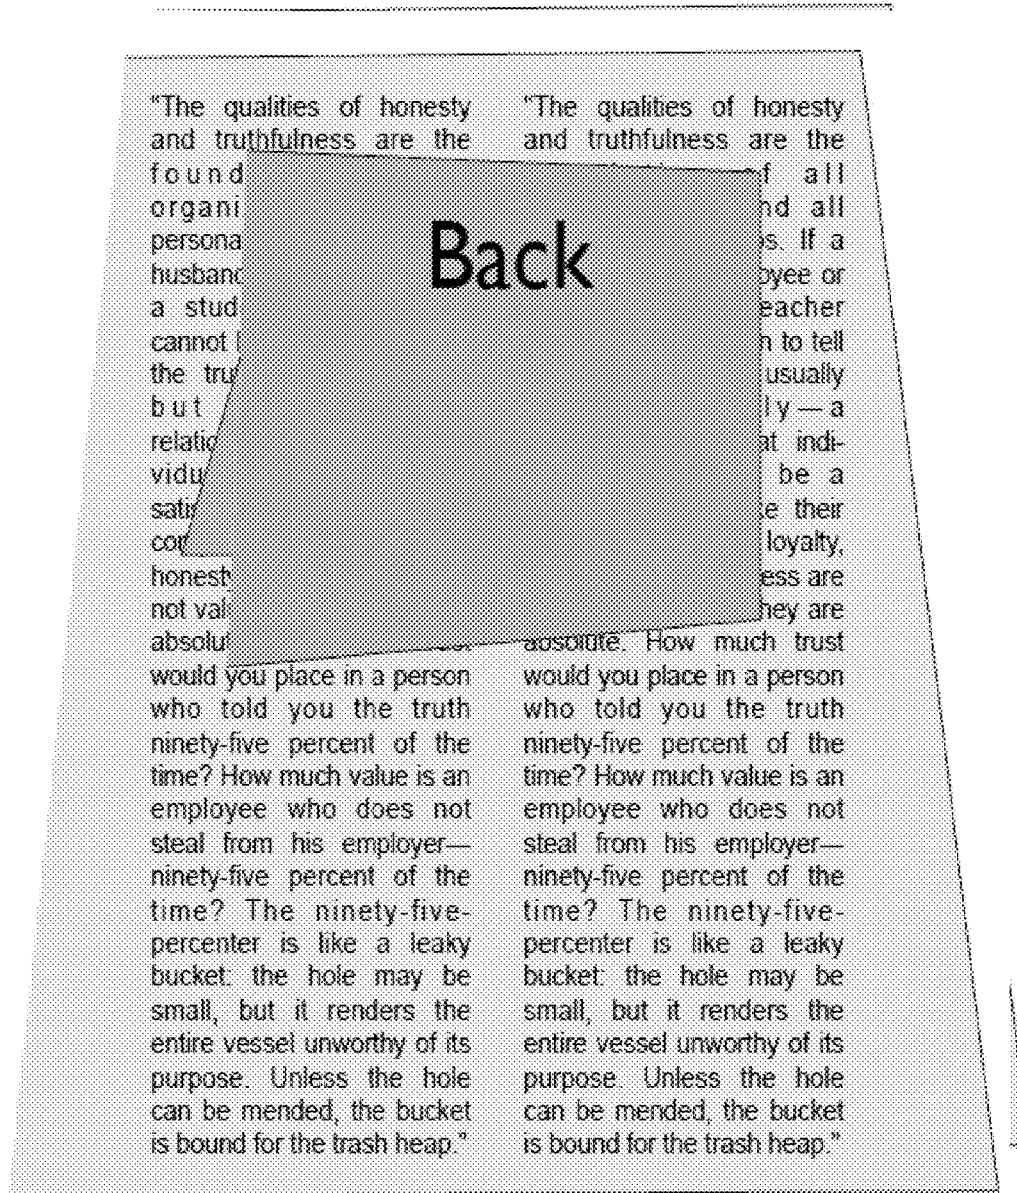 "The qualities of honesty
and truthfulness are the
found
organi
persona
husband
a stud
cannot
the tru
but
relatio
vidu
satis
con
honesty
not val
absolut
would you place in a person
who told you the truth
ninety-five percent of the
time? How much value is an
employee who does not
steal from his employer—
ninety-five percent of the
time? The ninety-five-
percenter is like a leaky
bucket: the hole may be
small, but it renders the
entire vessel unworthy of its
purpose. Unless the hole
can be mended, the bucket
is bound for the trash heap."
Back
"The qualities of honesty
and truthfulness are the
f all
nd all
s. If a
oyee or
eacher
n to tell
usually
ly—a
at indi-
be a
e their
loyalty,
ess are
hey are
absolute. How much trust
would you place in a person
who told you the truth
ninety-five percent of the
time? How much value is an
employee who does not
steal from his employer—
ninety-five percent of the
time? The ninety-five-
percenter is like a leaky
bucket: the hole may be
small, but it renders the
entire vessel unworthy of its
purpose. Unless the hole
can be mended, the bucket
is bound for the trash heap."